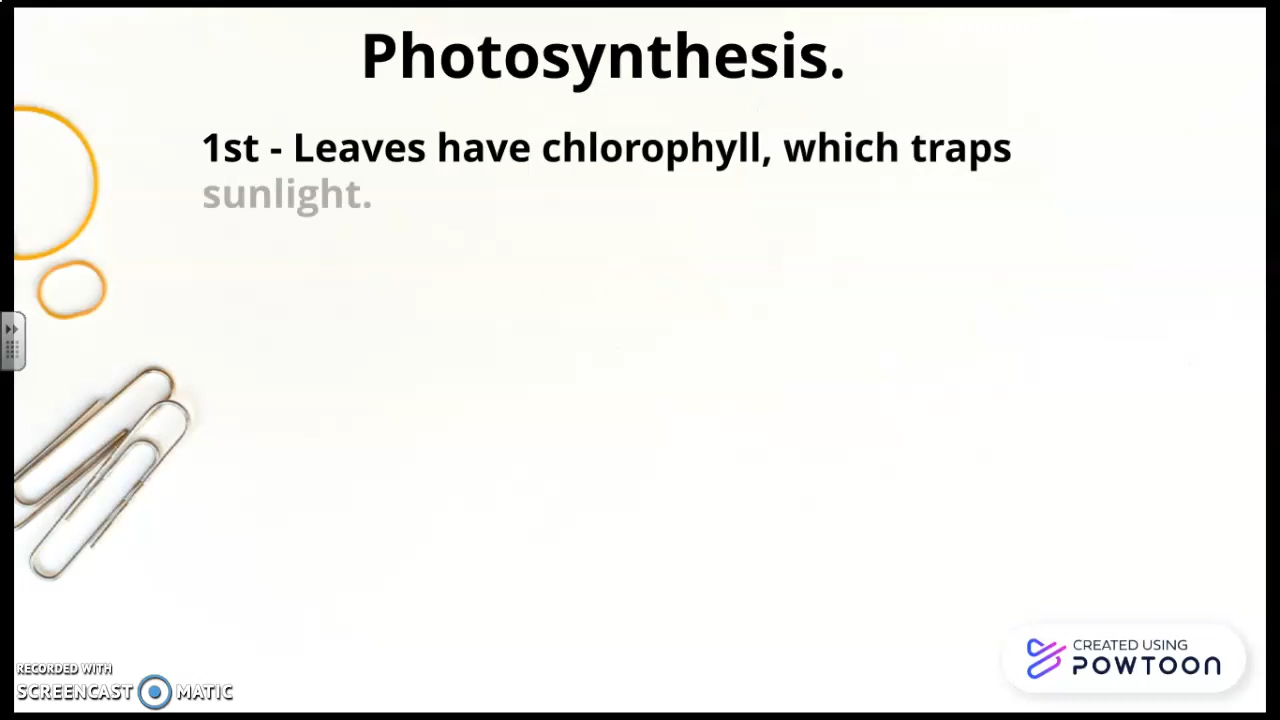 Photosynthesis.
1st - Leaves have chlorophyll, which traps
sunlight.
CREATED USING
POWTOON
RECORDED WITH
SCREENCAST MATIC